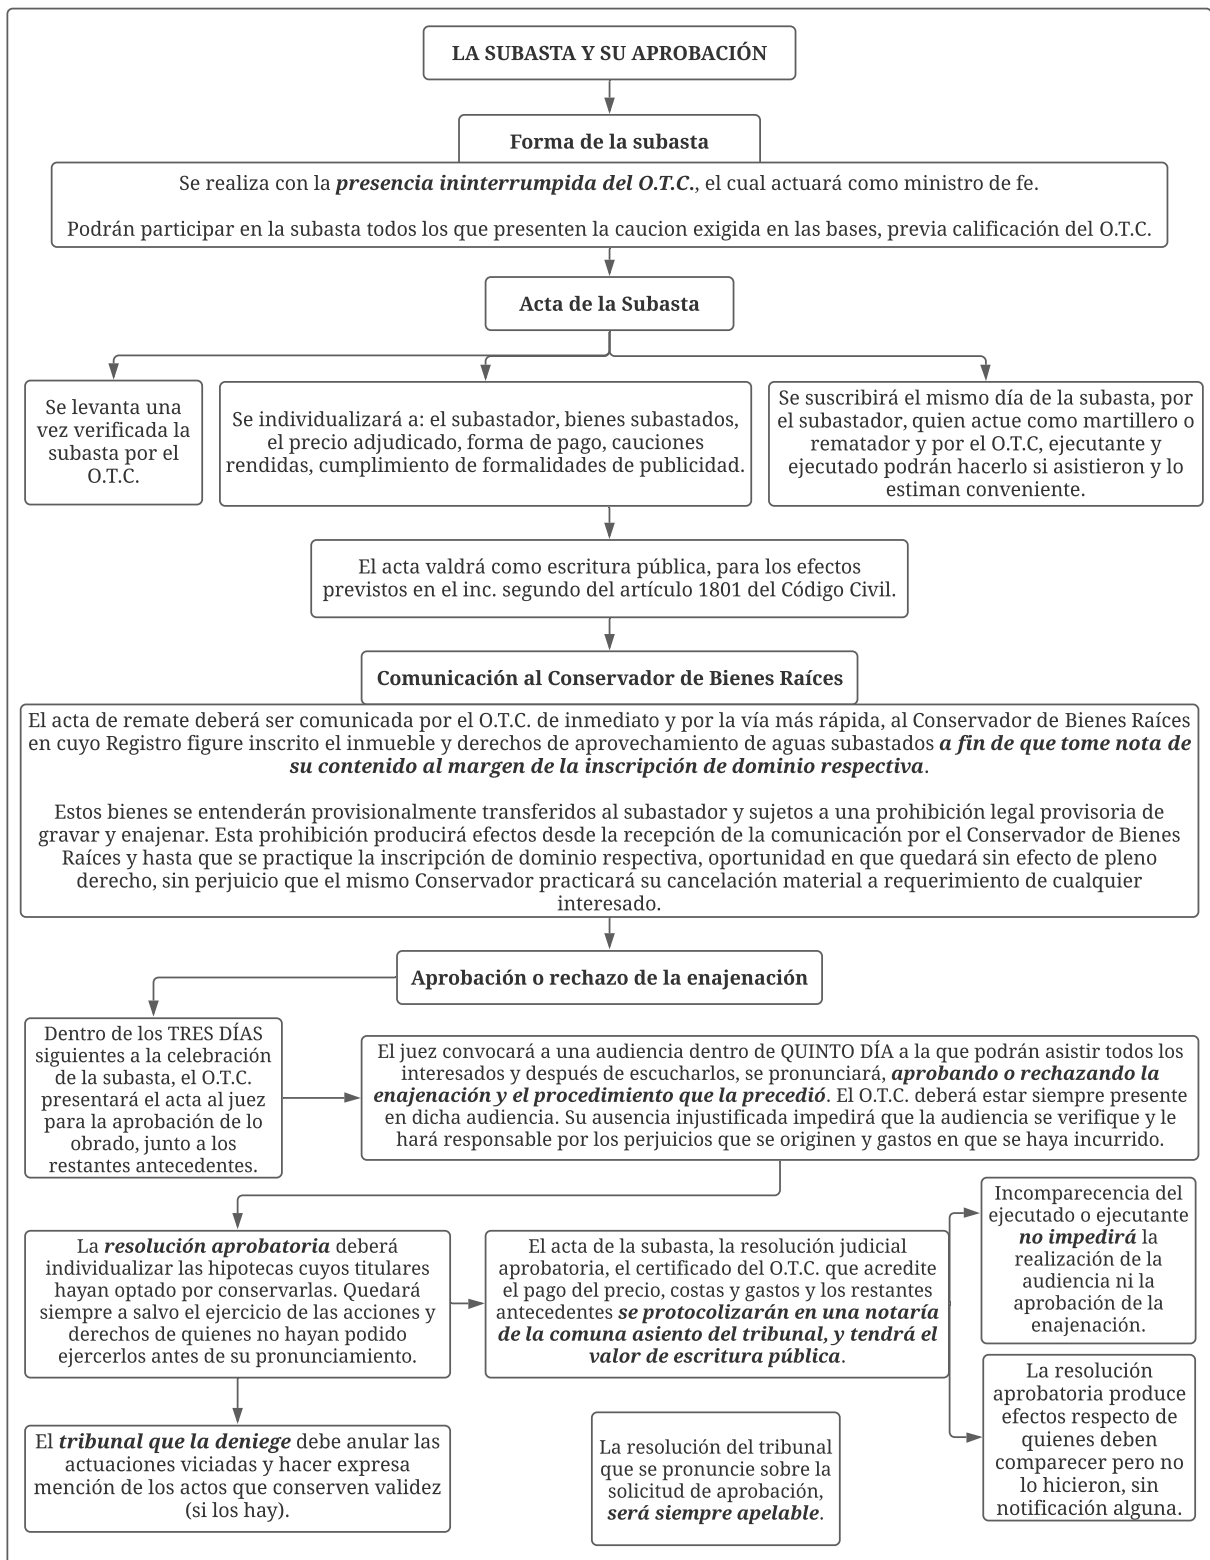 LA SUBASTA Y SU APROBACIÓN
Forma de la subasta
Se realiza con la presencia ininterrumpida del O.T.C., el cual actuará como ministro de fe.
Podrán participar en la subasta todos los que presenten la caucion exigida en las bases, previa calificación del O.T.C.
Acta de la Subasta
Se levanta una
vez verificada la
subasta por el
O.T.C.
Se individualizará a: el subastador, bienes subastados,
el precio adjudicado, forma de pago, cauciones
rendidas, cumplimiento de formalidades de publicidad.
Se suscribirá el mismo día de la subasta, por
el subastador, quien actue como martillero o
rematador y por el O.T.C, ejecutante y
ejecutado podrán hacerlo si asistieron y lo
estiman conveniente.
El acta valdrá como escritura pública, para los efectos
previstos en el inc. segundo del artículo 1801 del Código Civil.
Comunicación al Conservador de Bienes Raíces
El acta de remate deberá ser comunicada por el O.T.C. de inmediato y por la vía más rápida, al Conservador de Bienes Raíces
en cuyo Registro figure inscrito el inmueble y derechos de aprovechamiento de aguas subastados a fin de que tome nota de
su contenido al margen de la inscripción de dominio respectiva.
Estos bienes se entenderán provisionalmente transferidos al subastador y sujetos a una prohibición legal provisoria de
gravar y enajenar. Esta prohibición producirá efectos desde la recepción de la comunicación por el Conservador de Bienes
Raíces y hasta que se practique la inscripción de dominio respectiva, oportunidad en que quedará sin efecto de pleno
derecho, sin perjuicio que el mismo Conservador practicará su cancelación material a requerimiento de cualquier
interesado.
Aprobación o rechazo de la enajenación
Dentro de los TRES DÍAS
siguientes a la celebración
de la subasta, el O.T.C.
presentará el acta al juez
para la aprobación de lo
obrado, junto a los
restantes antecedentes.
El juez convocará a una audiencia dentro de QUINTO DÍA a la que podrán asistir todos los
interesados y después de escucharlos, se pronunciará, aprobando o rechazando la
enajenación y el procedimiento que la precedió. El O.T.C. deberá estar siempre presente
en dicha audiencia. Su ausencia injustificada impedirá que la audiencia se verifique y le
hará responsable por los perjuicios que se originen y gastos en que se haya incurrido.
La resolución aprobatoria deberá
individualizar las hipotecas cuyos titulares
hayan optado por conservarlas. Quedará
siempre a salvo el ejercicio de las acciones y
derechos de quienes no hayan podido
ejercerlos antes de su pronunciamiento.
El acta de la subasta, la resolución judicial
aprobatoria, el certificado del O.T.C. que acredite
el pago del precio, costas y gastos y los restantes
antecedentes se protocolizarán en una notaría
de la comuna asiento del tribunal, y tendrá el
valor de escritura pública.
Incomparecencia del
ejecutado o ejecutante
no impedirá la
realización de la
audiencia ni la
aprobación de la
enajenación.
La resolución
aprobatoria produce
efectos respecto de
quienes deben
comparecer pero no
lo hicieron, sin
notificación alguna.
El tribunal que la deniege debe anular las
actuaciones viciadas y hacer expresa
mención de los actos que conserven validez
(si los hay).
La resolución del tribunal
que se pronuncie sobre la
solicitud de aprobación,
será siempre apelable.